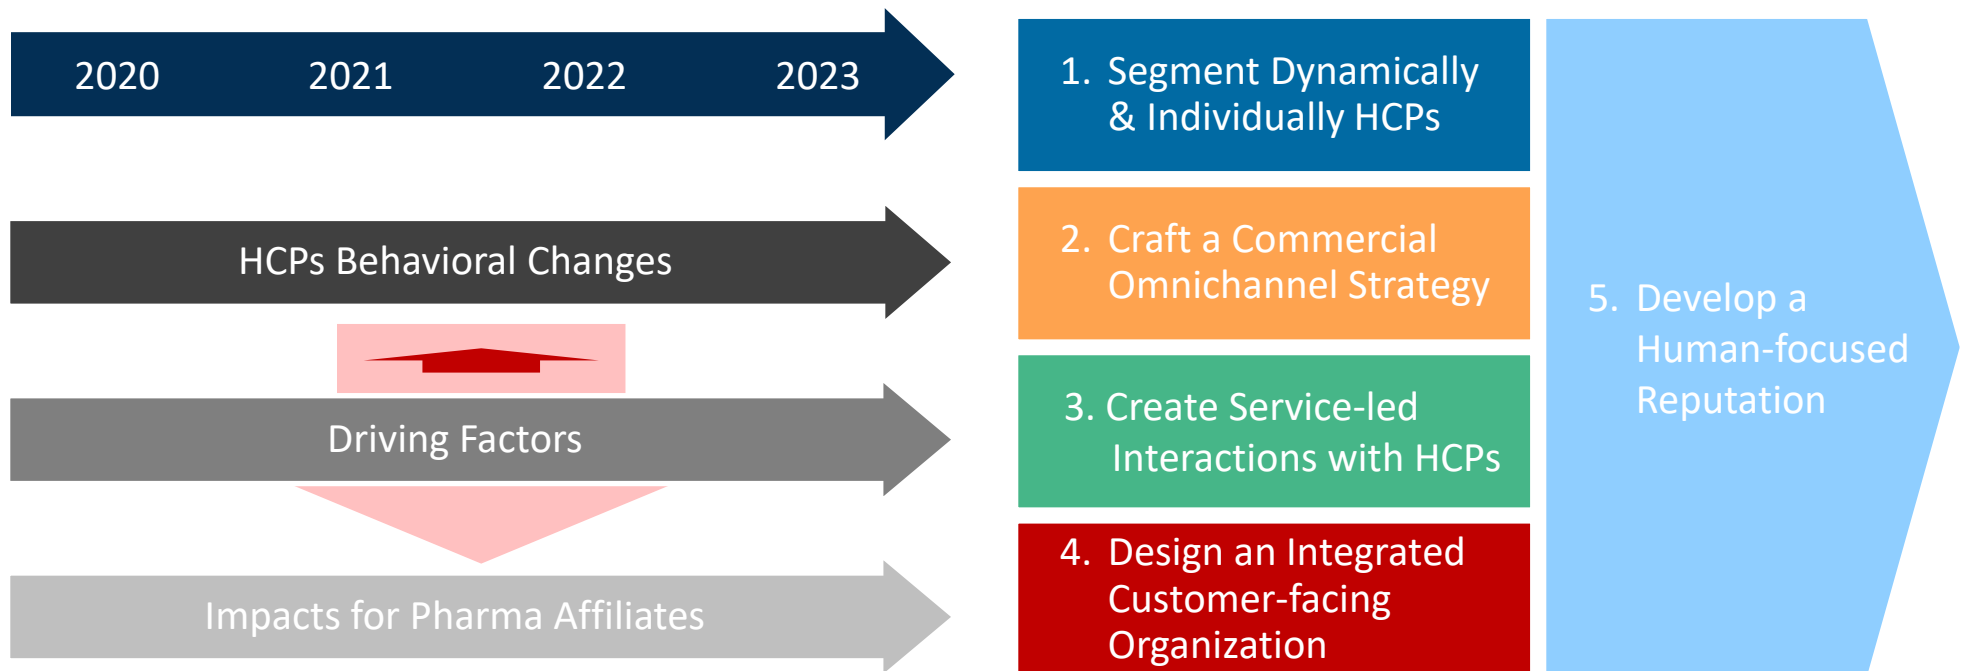 2020 2021 2022 2023
HCPs Behavioral Changes
Driving Factors
Impacts for Pharma Affiliates
1. Segment Dynamically
& Individually HCPs
2. Craft a Commercial
Omnichannel Strategy
3. Create Service-led
Interactions with HCPs
4. Design an Integrated
Customer-facing
Organization
5. Develop a
Human-focused
Reputation